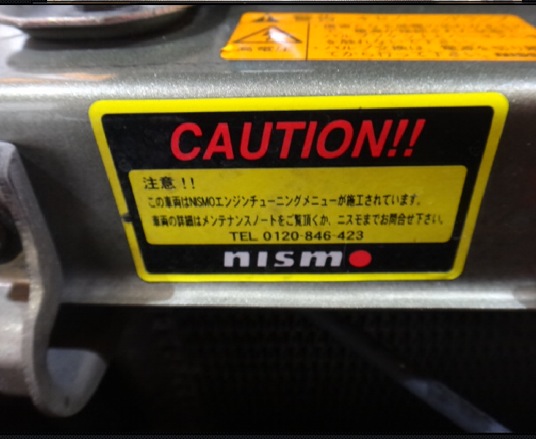 CAUTION!!
注意!!
この車両はNISMOエンジンチューニングメニューが施工されています。
車両の詳細はメンテナンスノートをご覧頂くか、ニスモまでお問合せ下さい。
TEL 0120-846-423
nismo